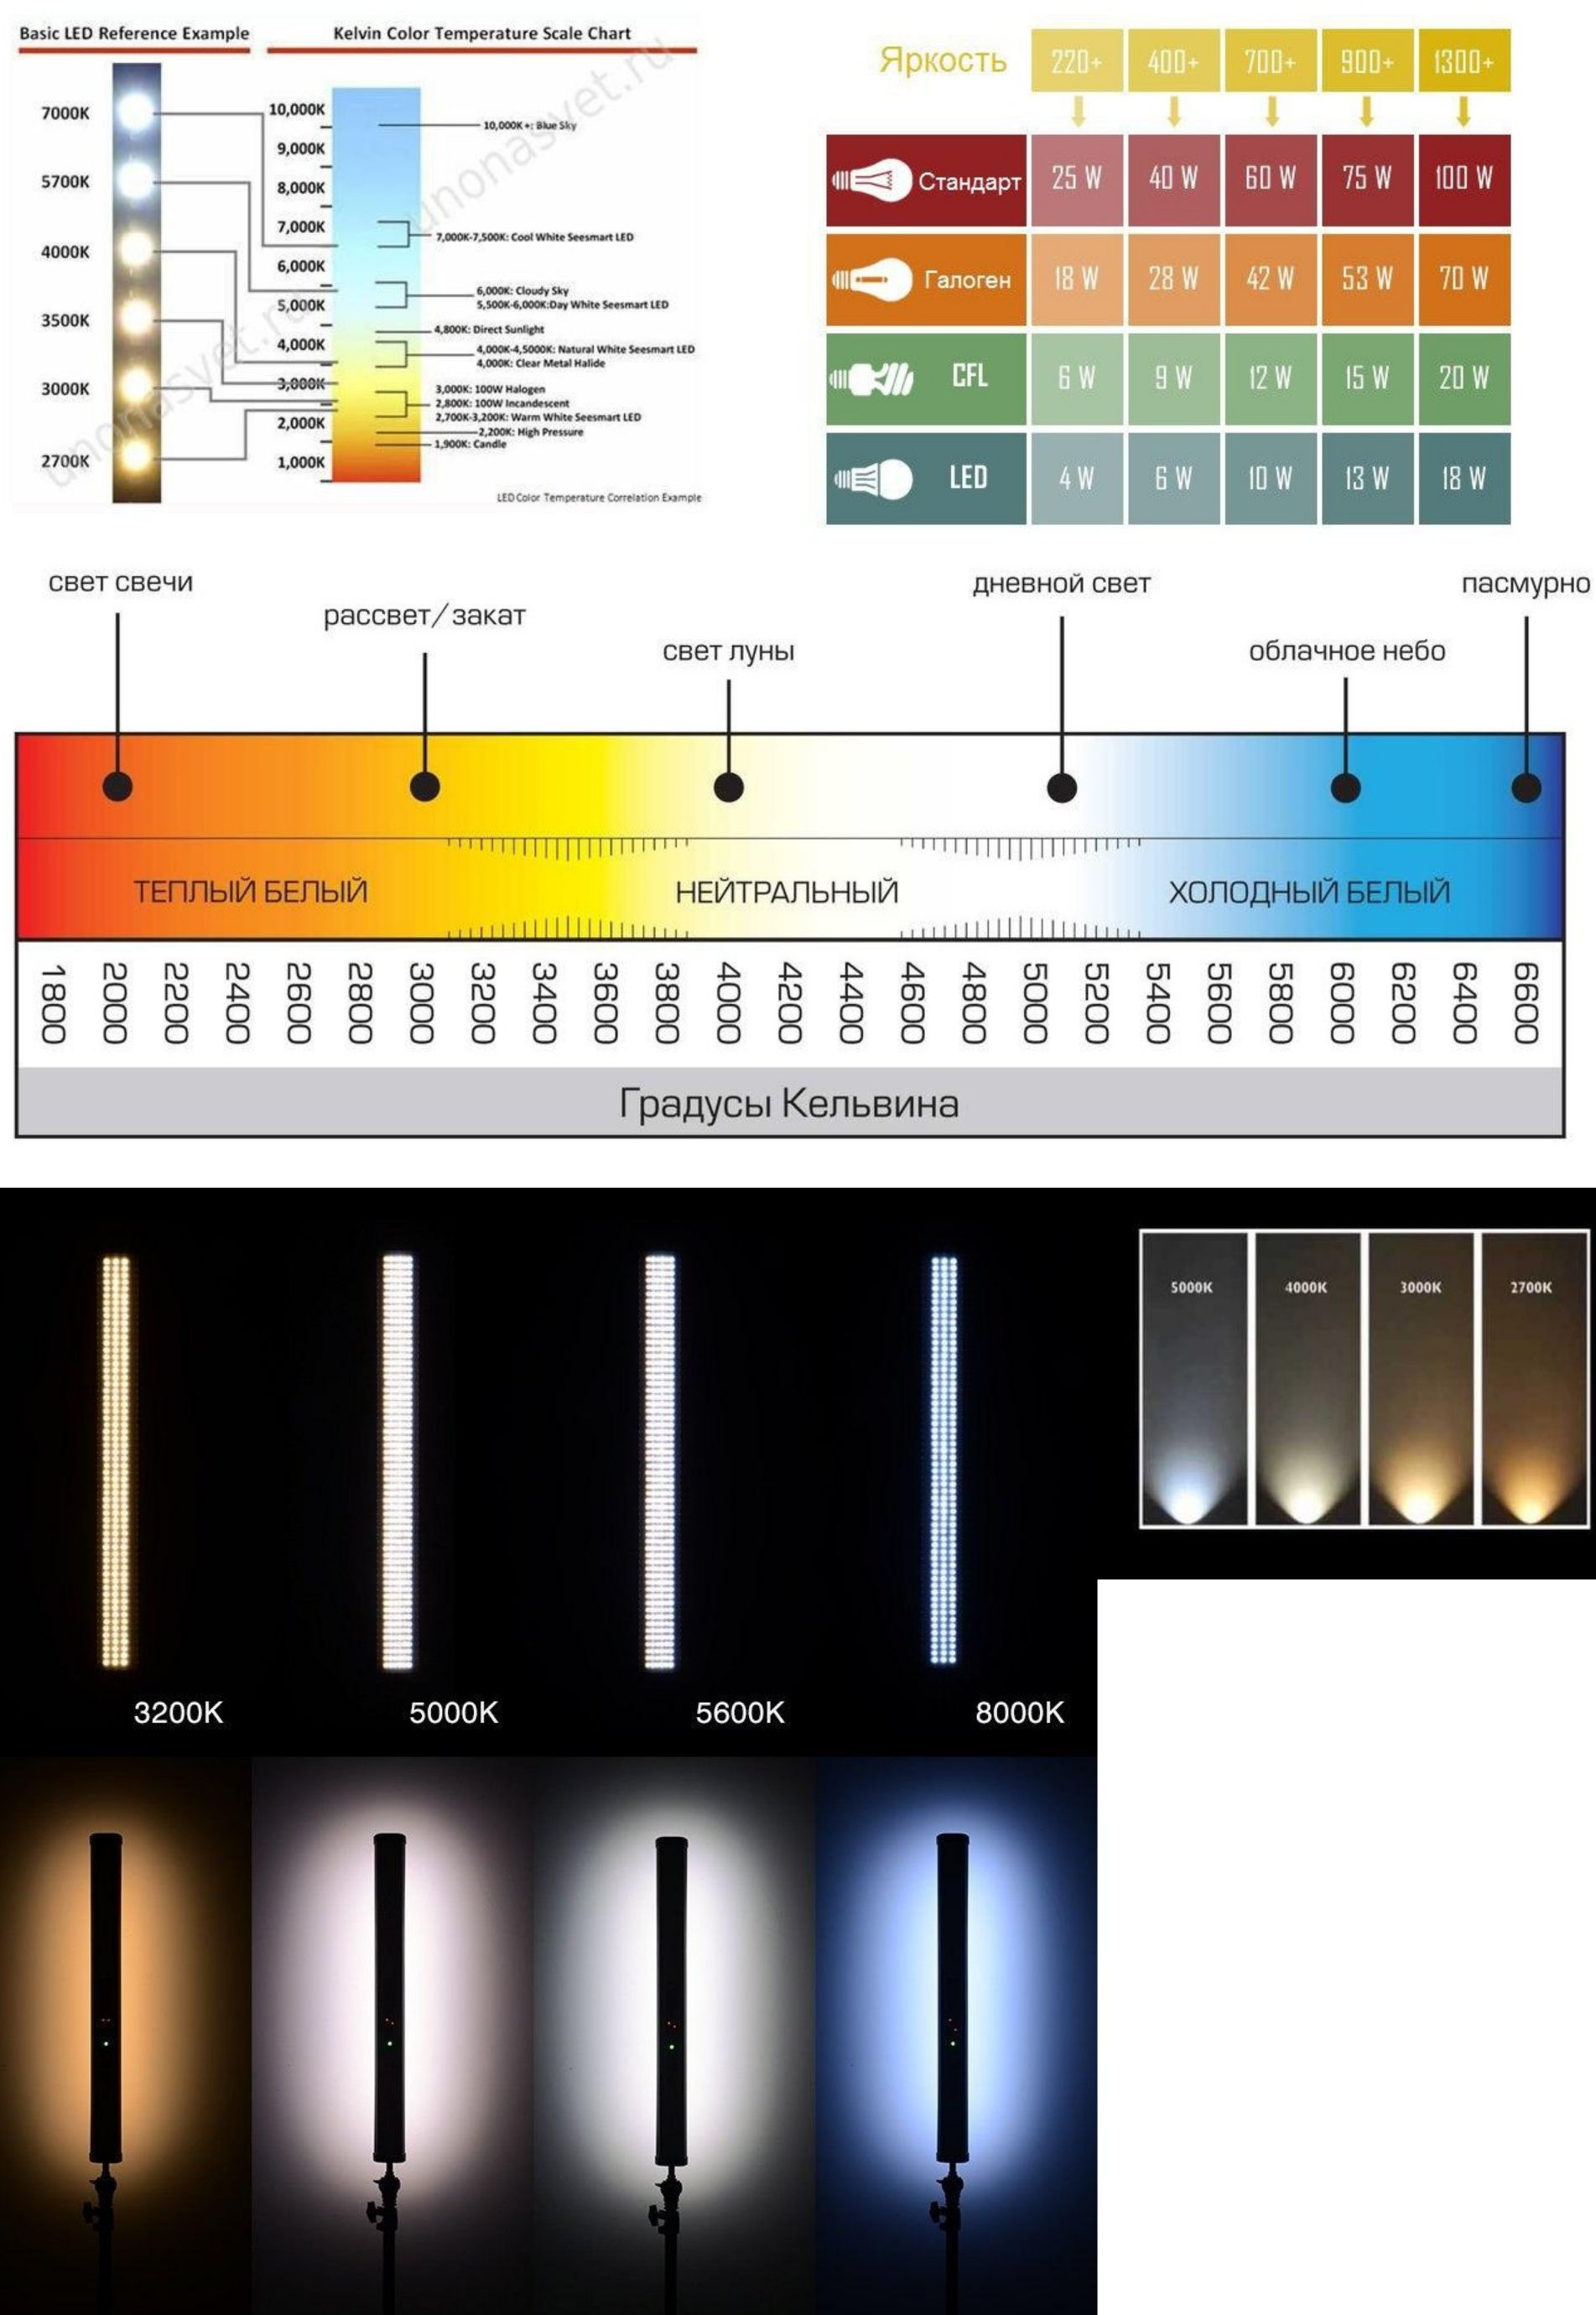 Basic LED Reference Example
7000K
5700K
4000K
3500K
3000K
2700K
Kelvin Color Temperature Scale Chart
10,000K
9,000K
8,000K
7,000K
6,000K
5,000K
4,000K
3,000K
2,000K
1,000K
10,000K+: Blue Sky
7,000K-7,500K: Cool White Seesmart LED
6,000K: Cloudy Sky
5,500K-6,000K:Day White Seesmart LED
4,800K: Direct Sunlight
4,000K-4,5000K: Natural White Seesmart LED
4,000K: Clear Metal Halide
3,000K: 100W Halogen
2,800K: 100W Incandescent
2,700K-3,200K: Warm White Seesmart LED
2,200K: High Pressure
1,900K: Candle
LED Color Temperature Correlation Example
unonasvet.ru
unonasvet.ru
Яркость 220+ 400+ 700+ 900+ 1300+
Стандарт 25 W 40 W 60 W 75 W 100 W
Галоген 18 W 28 W 42 W 53 W 70 W
CFL 6 W 9 W 12 W 15 W 20 W
LED 4 W 6 W 10 W 13 W 18 W
свет свечи
рассвет/закат
свет луны
дневной свет
облачное небо
пасмурно
ТЕПЛЫЙ БЕЛЫЙ НЕЙТРАЛЬНЫЙ ХОЛОДНЫЙ БЕЛЫЙ
1800 2000 2200 2400 2600 2800 3000 3200 3400 3600 3800 4000 4200 4400 4600 4800 5000 5200 5400 5600 5800 6000 6200 6400 6600
Градусы Кельвина
5000K 4000K 3000K 2700K
3200K 5000K 5600K 8000K